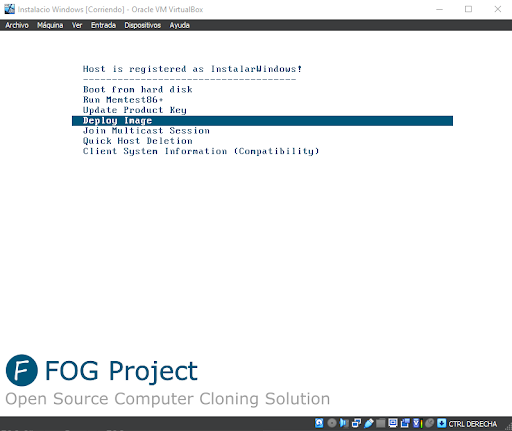 Instalacio Windows [Corriendo] - Oracle VM VirtualBox
Archivo Máquina Ver Entrada Dispositivos Ayuda
Host is registered as InstalarWindows!
Boot from hard disk
Run Memtest86+
Update Product Key
Deploy Image
Join Multicast Session
Quick Host Deletion
Client System Information (Compatibility)
F FOG Project
Open Source Computer Cloning Solution
CTRL DERECHA